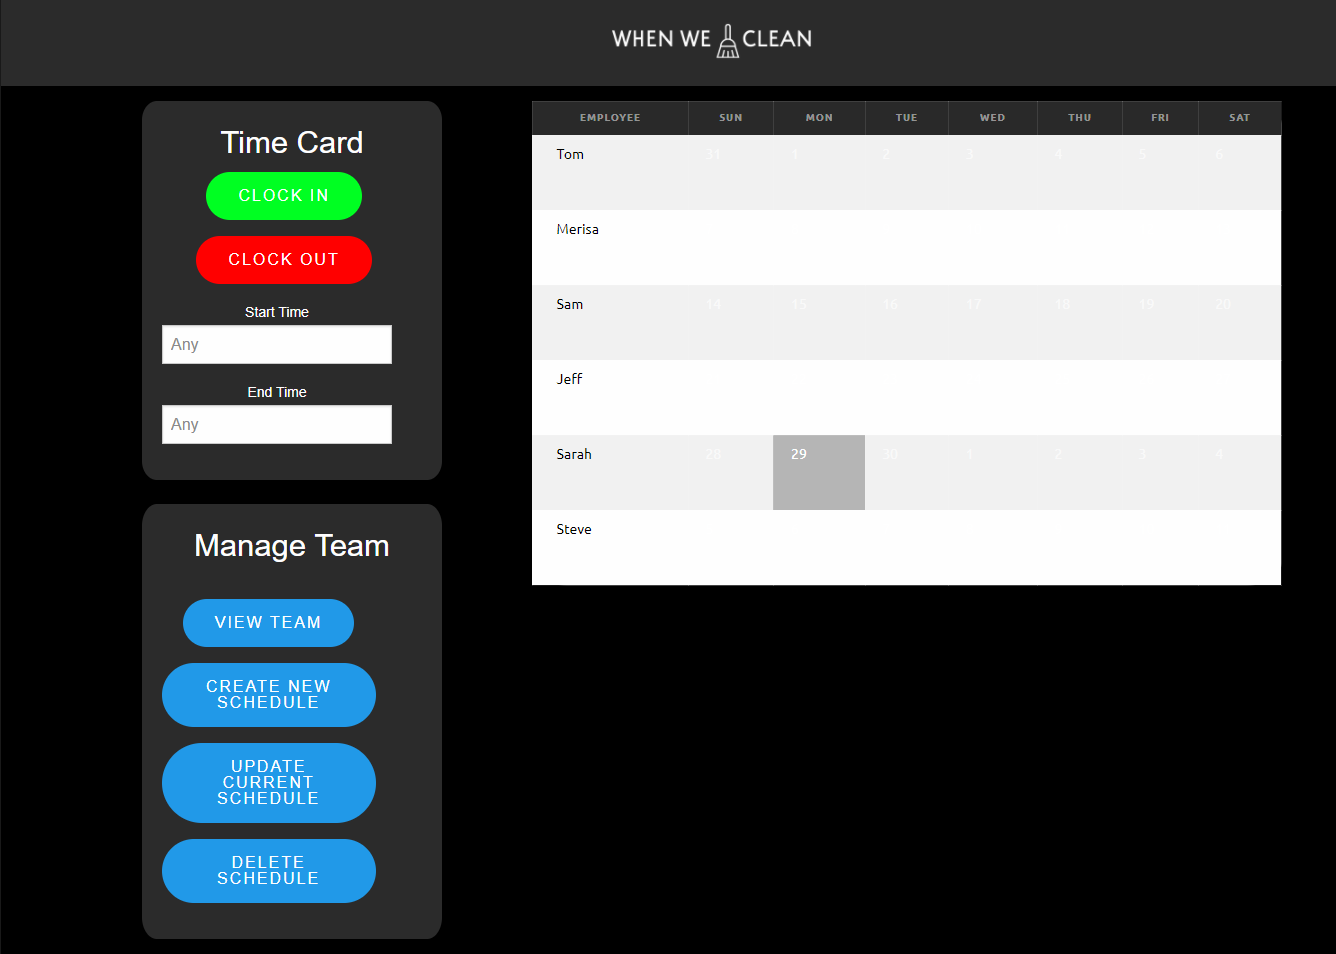 WHEN WE CLEAN
Time Card
CLOCK IN
CLOCK OUT
Start Time
Any
End Time
Any
Manage Team
VIEW TEAM
CREATE NEW
SCHEDULE
UPDATE
CURRENT
SCHEDULE
DELETE
SCHEDULE
EMPLOYEE SUN MON TUE WED THU FRI SAT
Tom 31 1 2 3 4 5 6
Merisa
Sam 14 15 16 17 18 19 20
Jeff
Sarah 28 29 30 1 2 3 4
Steve